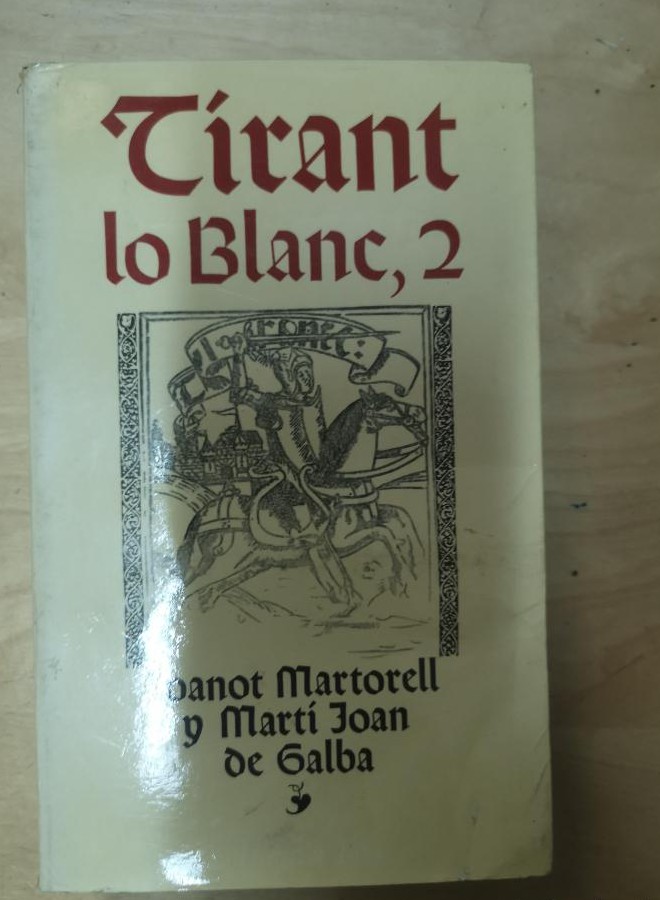 Tirant
lo Blanc, 2
Martorell
y Martí Joan
de Galba